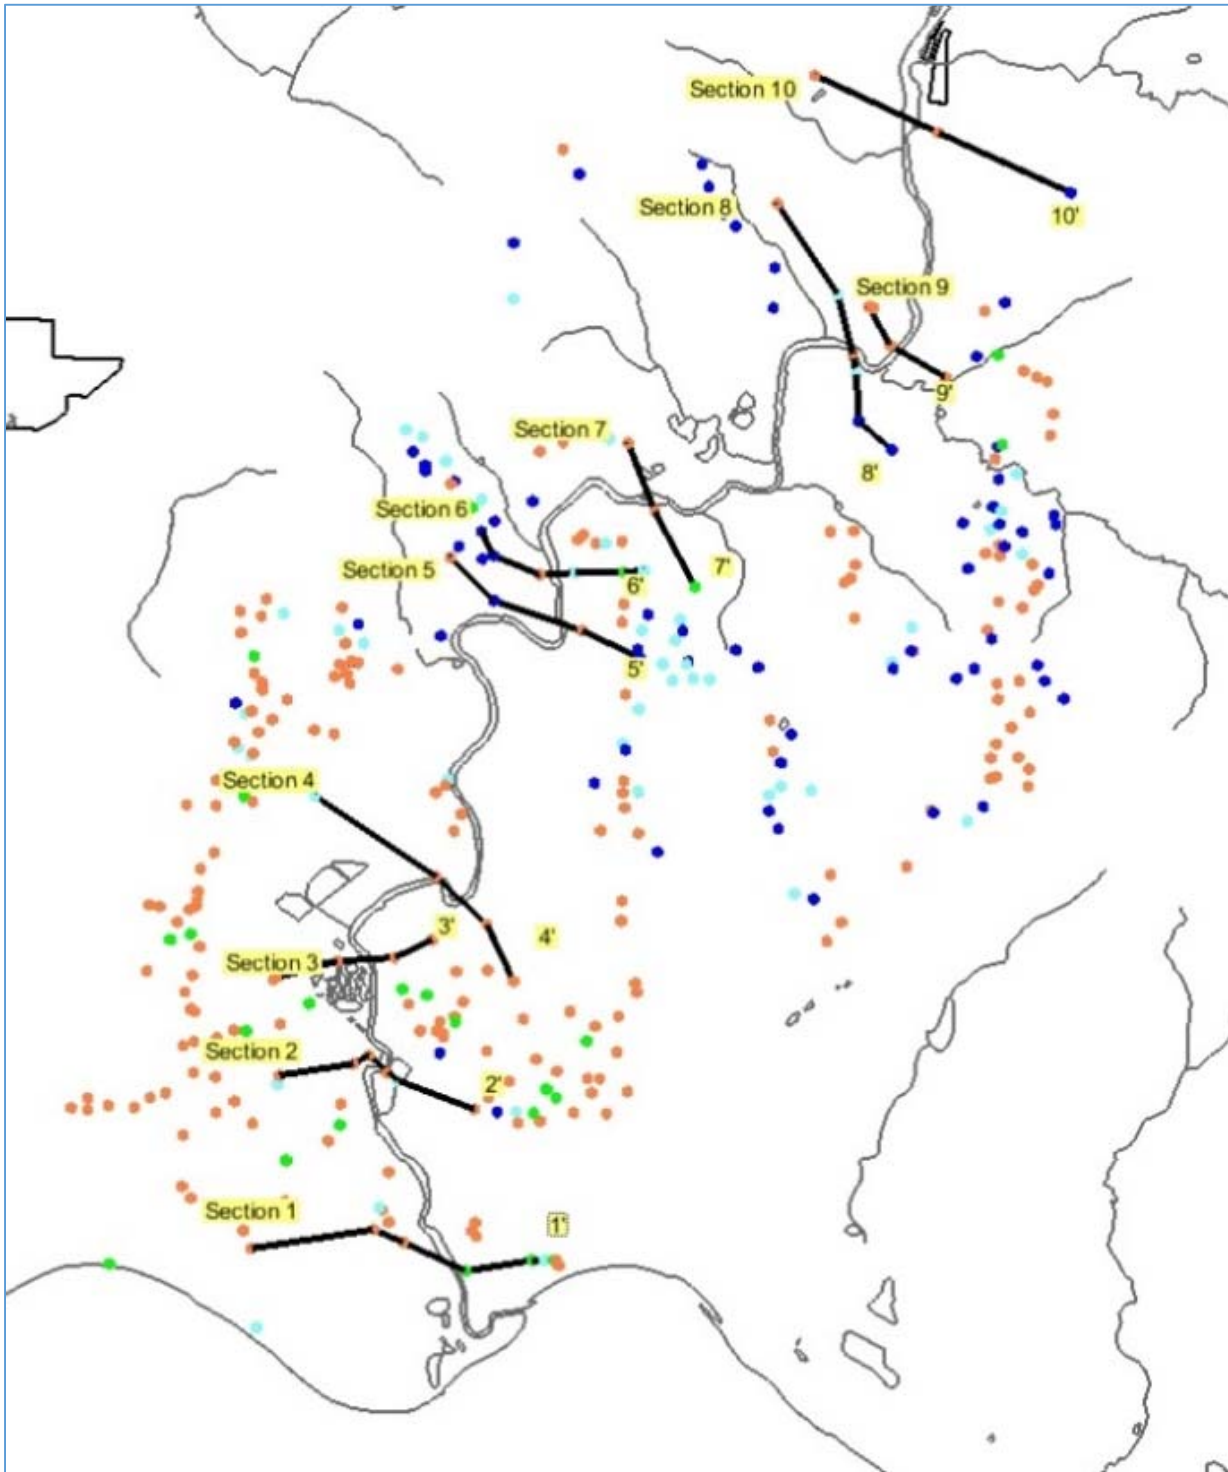 Section 10
10'
Section 8
Section 9
9'
8'
Section 7
Section 6
Section 5
7'
6'
5'
Section 4
3'
4'
Section 3
Section 2
2'
Section 1
1'